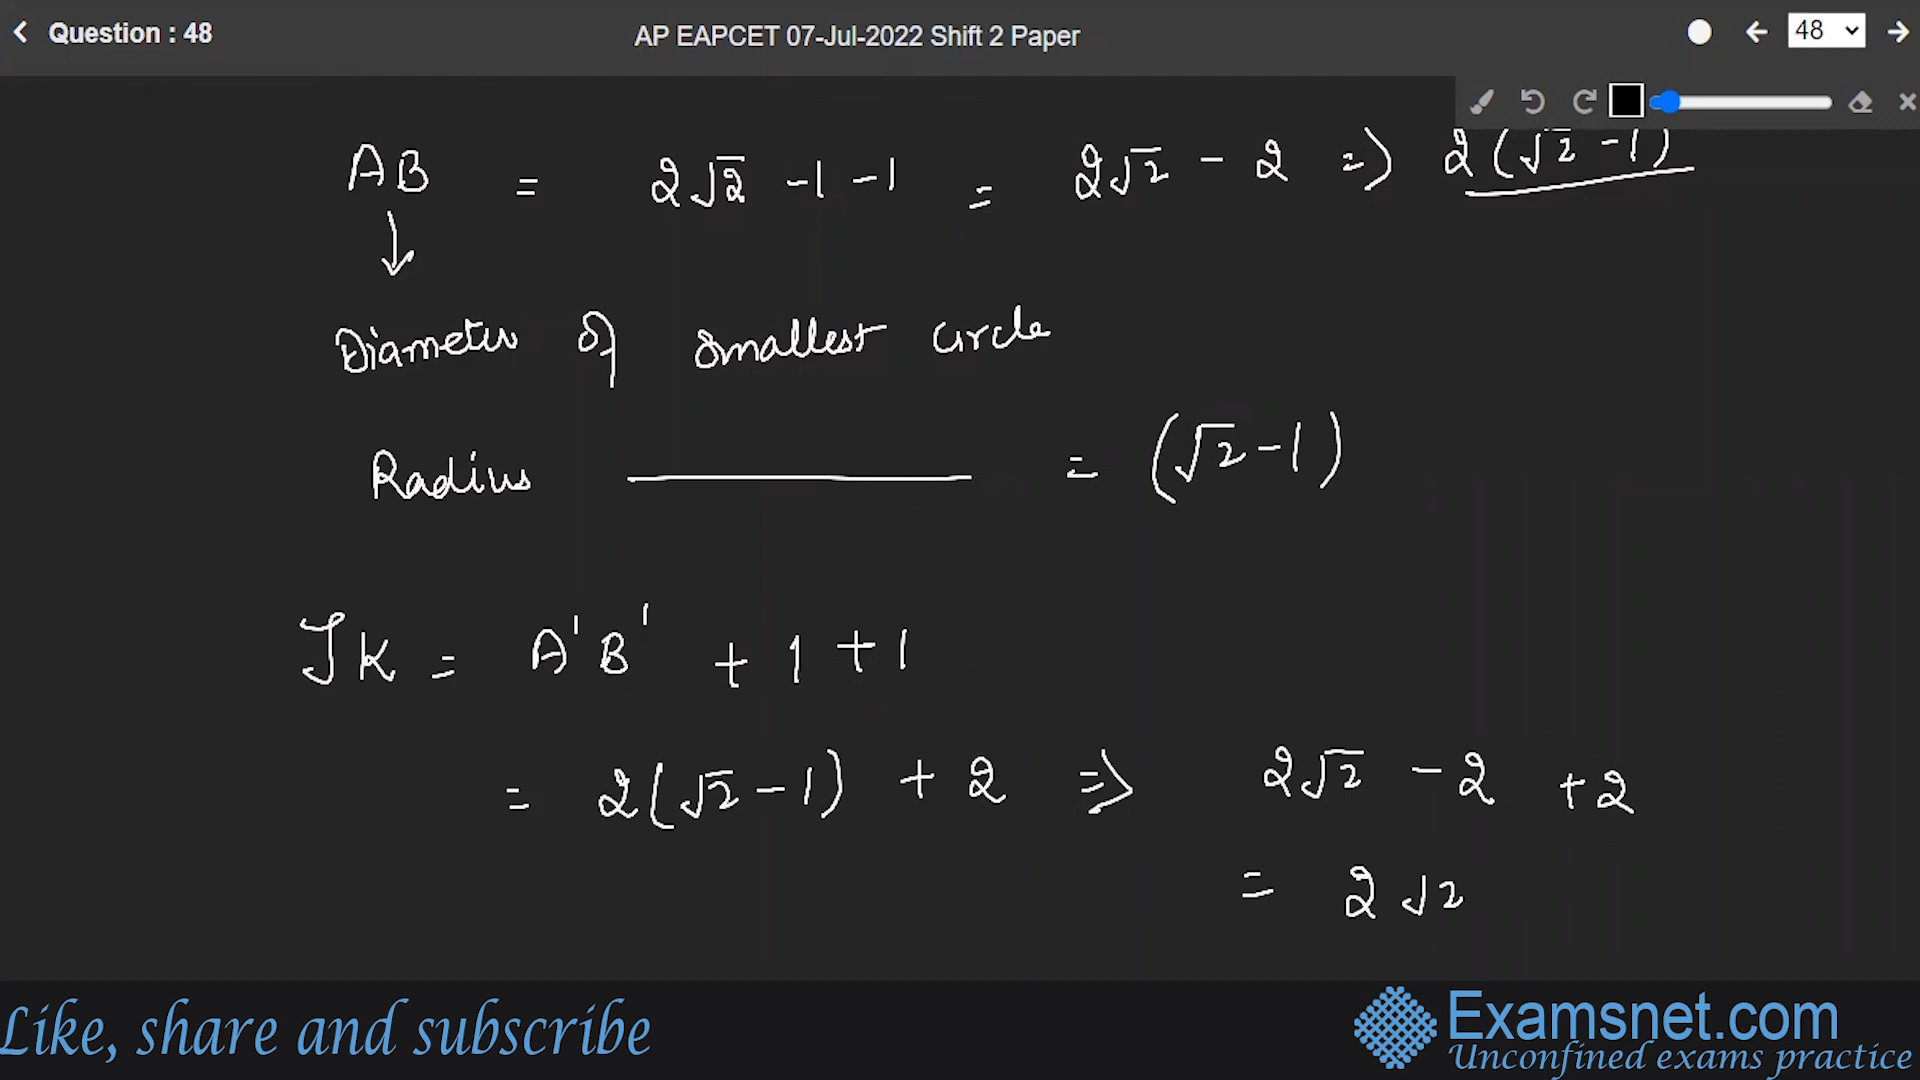 Question : 48
AP EAPCET 07-Jul-2022 Shift 2 Paper
48
AB = 2√2 -1 -1 = 2√2 - 2 ⇒ 2(√2 -1)
↓
Diameter of smallest circle
Radius ——— = (√2 -1)
JK = A'B' + 1 + 1
= 2(√2 -1) + 2 ⇒ 2√2 - 2 + 2
= 2√2
Like, share and subscribe
Examsnet.com
Unconfined exams practice